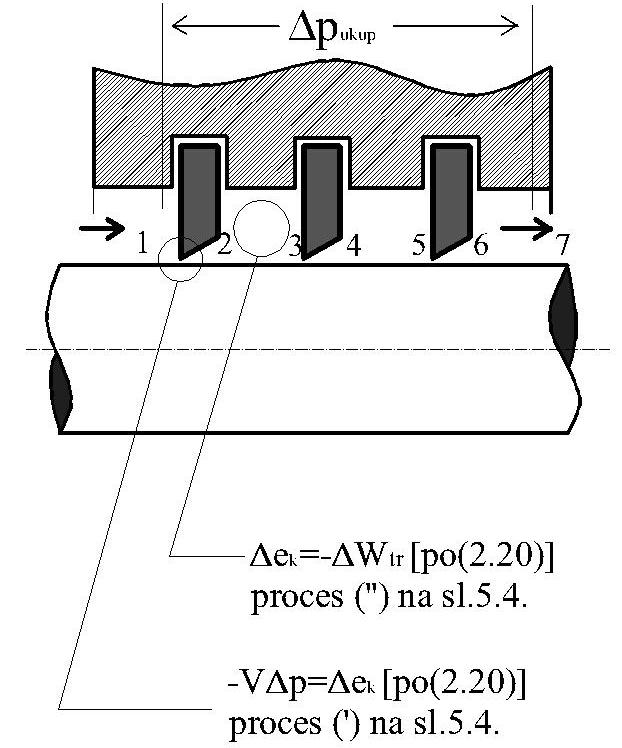 Δpukup
1 2 3 4 5 6 7
Δek=-ΔWtr [po(2.20)]
proces (") na sl.5.4.
-VΔp=Δek [po(2.20)]
proces (') na sl.5.4.